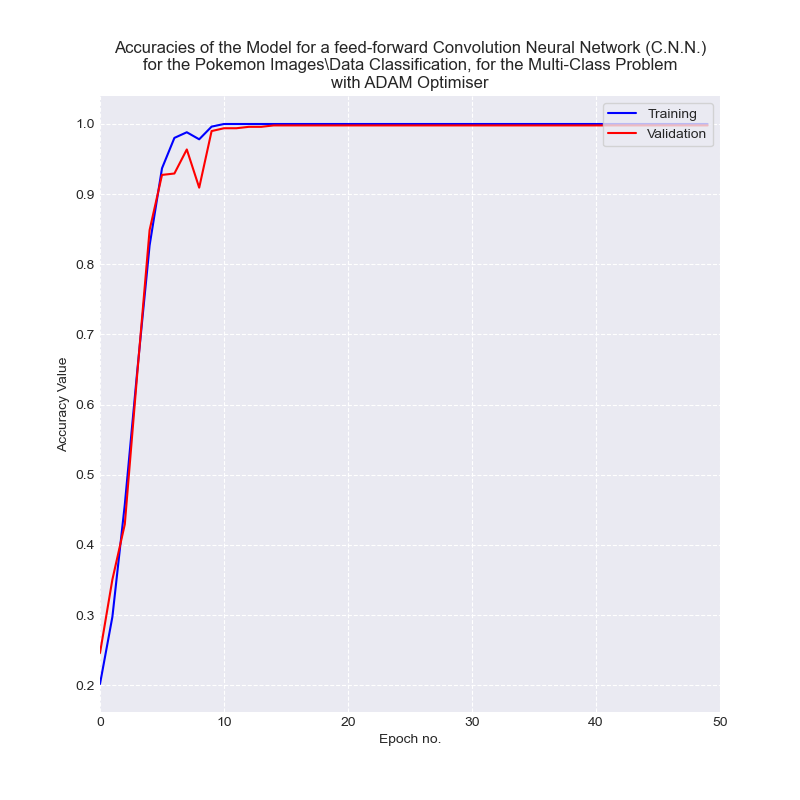 Accuracies of the Model for a feed-forward Convolution Neural Network (C.N.N.)
for the Pokemon Images\Data Classification, for the Multi-Class Problem
with ADAM Optimiser
Training
Validation
1.0
0.9
0.8
0.7
0.6
0.5
0.4
0.3
0.2
Accuracy Value
0 10 20 30 40 50
Epoch no.